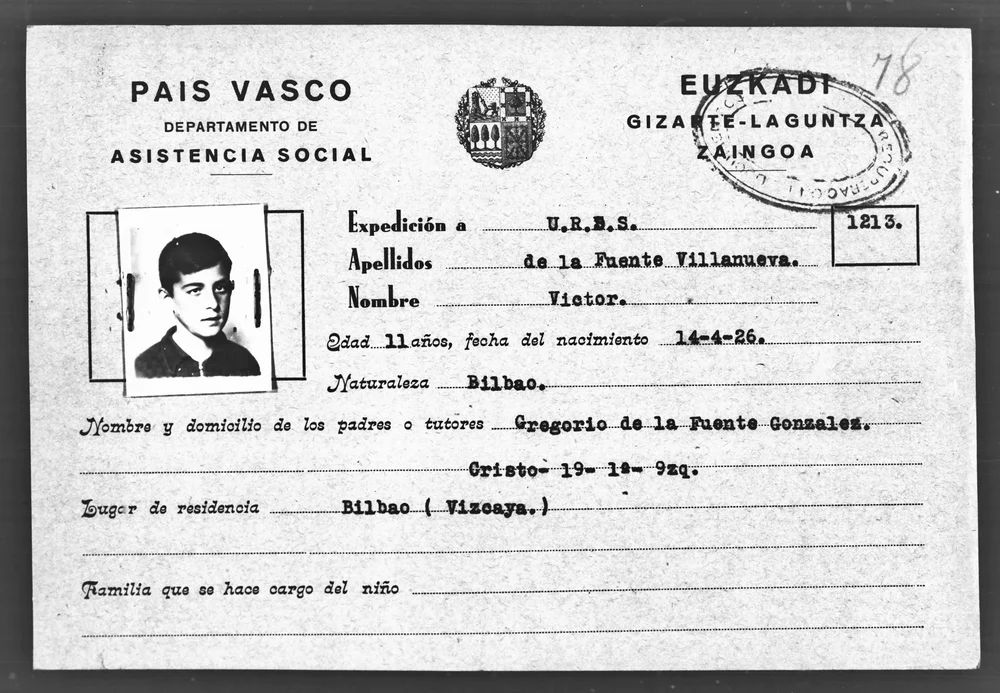 PAIS VASCO
DEPARTAMENTO DE
ASISTENCIA SOCIAL
EUZKADI
GIZARTE-LAGUNTZA
ZAINGOA
78
Expedición a U.R.S.S.
1213.
Apellidos de la Fuente Villanueva.
Nombre Victor.
Edad 11 años, fecha del nacimiento 14-4-26.
Naturaleza Bilbao.
Nombre y domicilio de los padres o tutores Gregorio de la Fuente Gonzalez.
Cristo- 19- 1ª- 9zq.
Lugar de residencia Bilbao ( Vizcaya.)
Familia que se hace cargo del niño